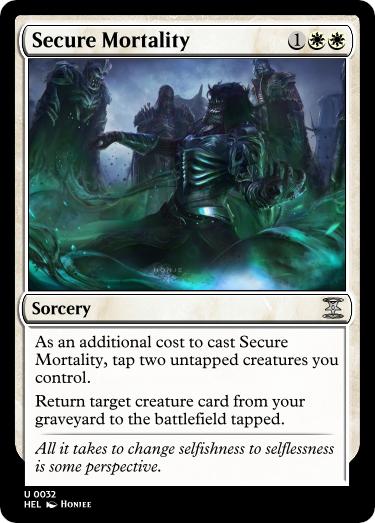 Secure Mortality 1
HONJE
Sorcery
As an additional cost to cast Secure
Mortality, tap two untapped creatures you
control.
Return target creature card from your
graveyard to the battlefield tapped.
All it takes to change selfishness to selflessness
is some perspective.
U 0032
HEL Honjee